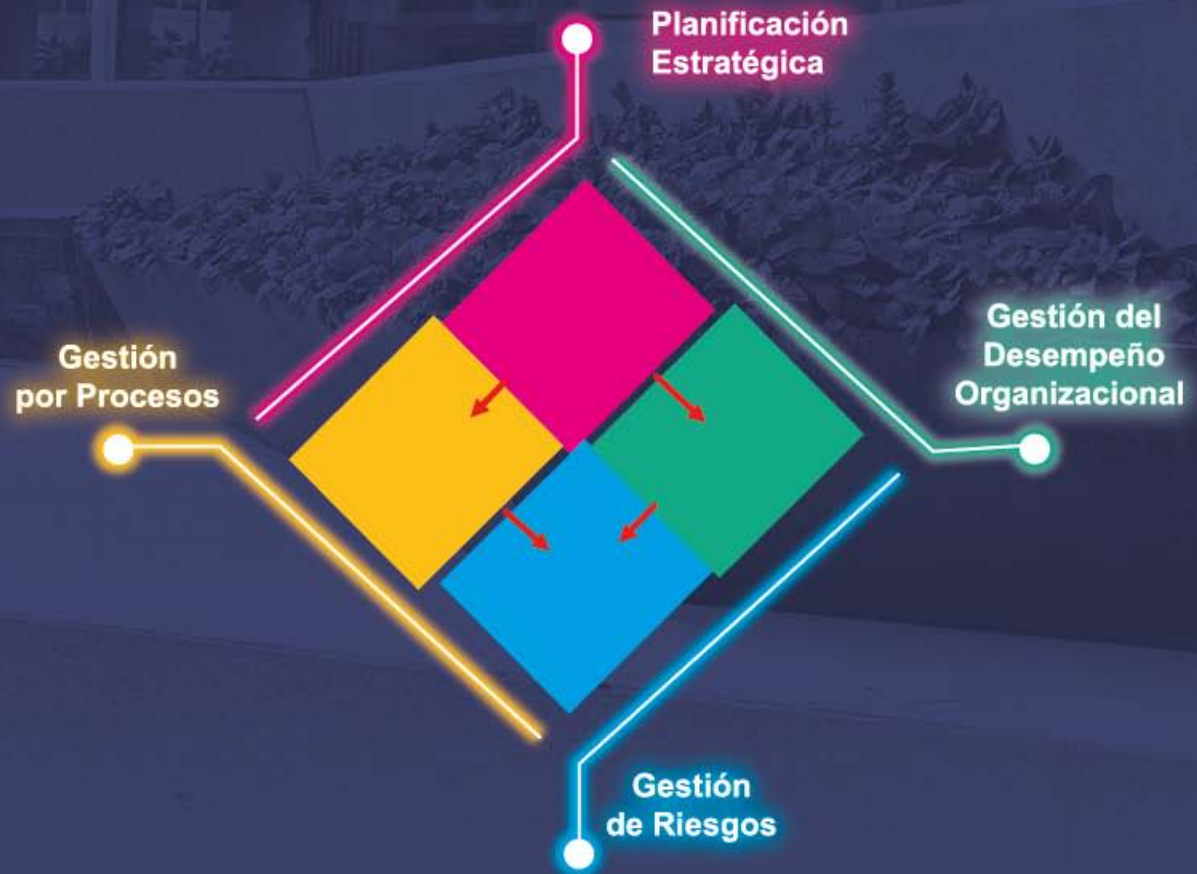 Planificación
Estratégica
Gestión del
Desempeño
Organizacional
Gestión
por Procesos
Gestión
de Riesgos